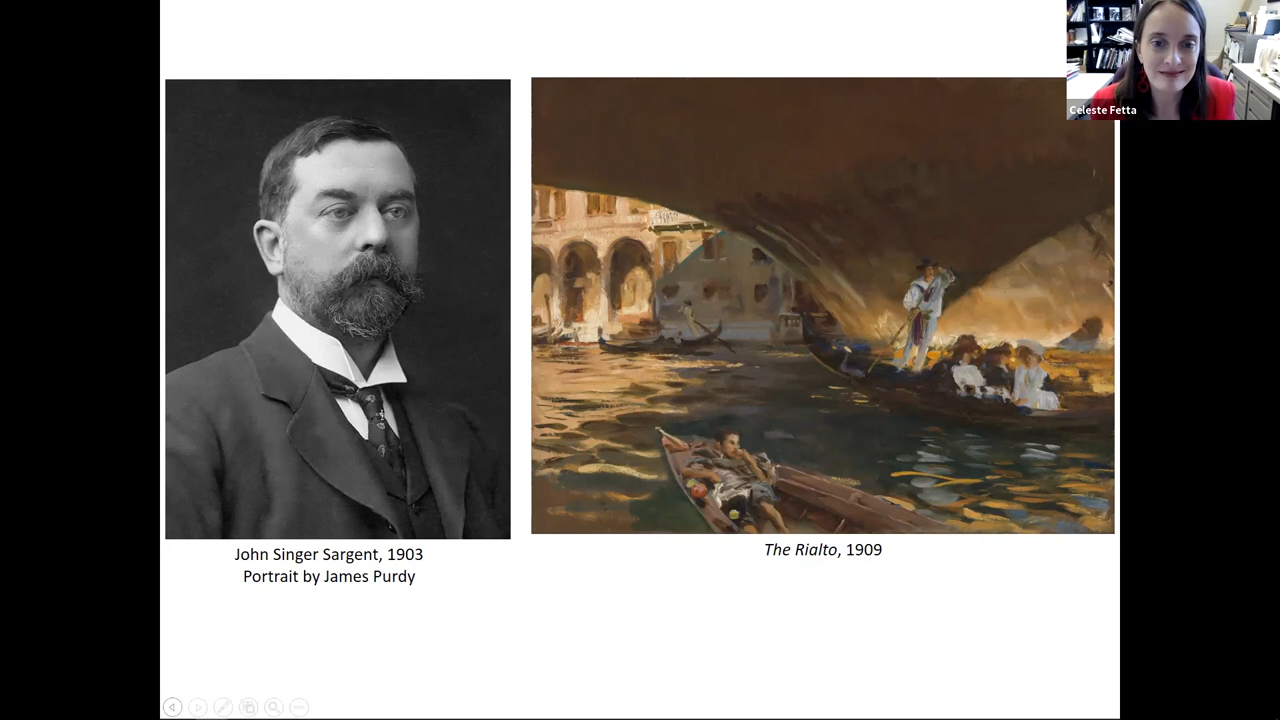 Celeste Fetta
John Singer Sargent, 1903
Portrait by James Purdy
The Rialto, 1909